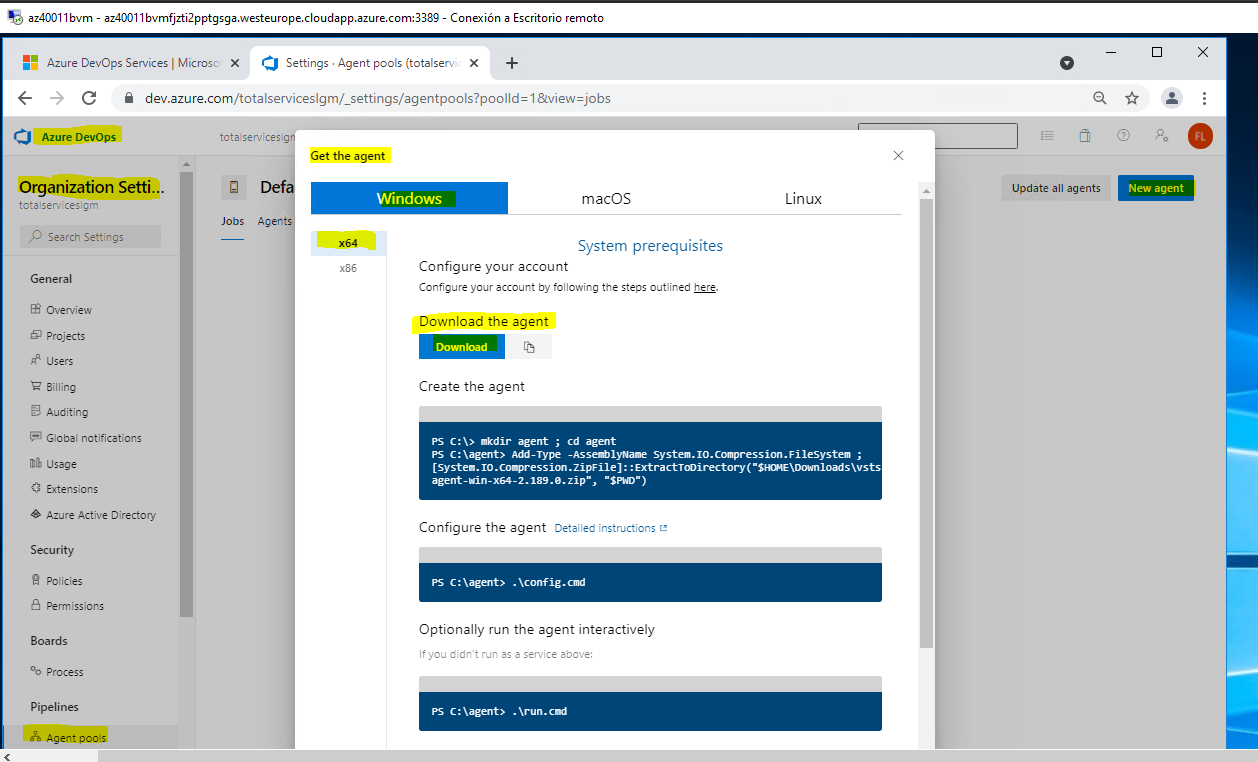 az40011bvm - az40011bvmfjzti2pptgsga.westeurope.cloudapp.azure.com:3389 - Conexión a Escritorio remoto
Azure DevOps Services | Microso
Settings · Agent pools (totalservic
dev.azure.com/totalserviceslgm/_settings/agentpools?poolId=1&view=jobs
Azure DevOps
totalserviceslgm
FL
Organization Setti...
totalserviceslgm
Search Settings
General
Overview
Projects
Users
Billing
Auditing
Global notifications
Usage
Extensions
Azure Active Directory
Security
Policies
Permissions
Boards
Process
Pipelines
Agent pools
Defa
Jobs
Agents
Update all agents
New agent
Get the agent
Windows
macOS
Linux
x64
x86
System prerequisites
Configure your account
Configure your account by following the steps outlined here.
Download the agent
Download
Create the agent
PS C:\> mkdir agent ; cd agent
PS C:\agent> Add-Type -AssemblyName System.IO.Compression.FileSystem ;
[System.IO.Compression.ZipFile]::ExtractToDirectory("$HOME\Downloads\vsts
agent-win-x64-2.189.0.zip", "$PWD")
Configure the agent Detailed instructions
PS C:\agent> .\config.cmd
Optionally run the agent interactively
If you didn't run as a service above:
PS C:\agent> .\run.cmd